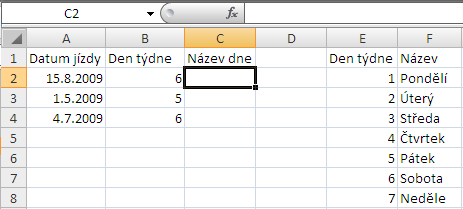 C2 fx
A B C D E F
1 Datum jízdy Den týdne Název dne Den týdne Název
2 15.8.2009 6 1 Pondělí
3 1.5.2009 5 2 Úterý
4 4.7.2009 6 3 Středa
5 4 Čtvrtek
6 5 Pátek
7 6 Sobota
8 7 Neděle